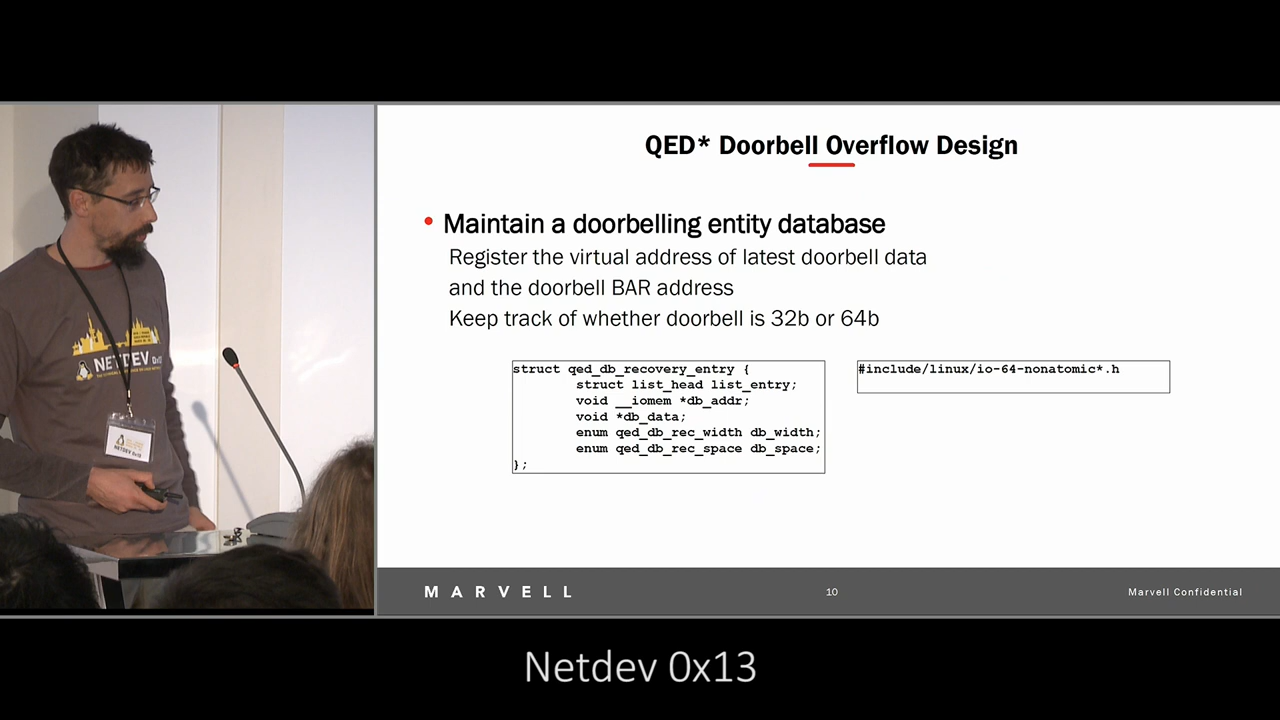 QED* Doorbell Overflow Design
• Maintain a doorbelling entity database
Register the virtual address of latest doorbell data
and the doorbell BAR address
Keep track of whether doorbell is 32b or 64b
struct qed_db_recovery_entry {
struct list_head list_entry;
void __iomem *db_addr;
void *db_data;
enum qed_db_rec_width db_width;
enum qed_db_rec_space db_space;
};
#include/linux/io-64-nonatomic*.h
MARVELL
10
Marvell Confidential
NETDEV 0x13
NETDEV 0x13
Netdev 0x13